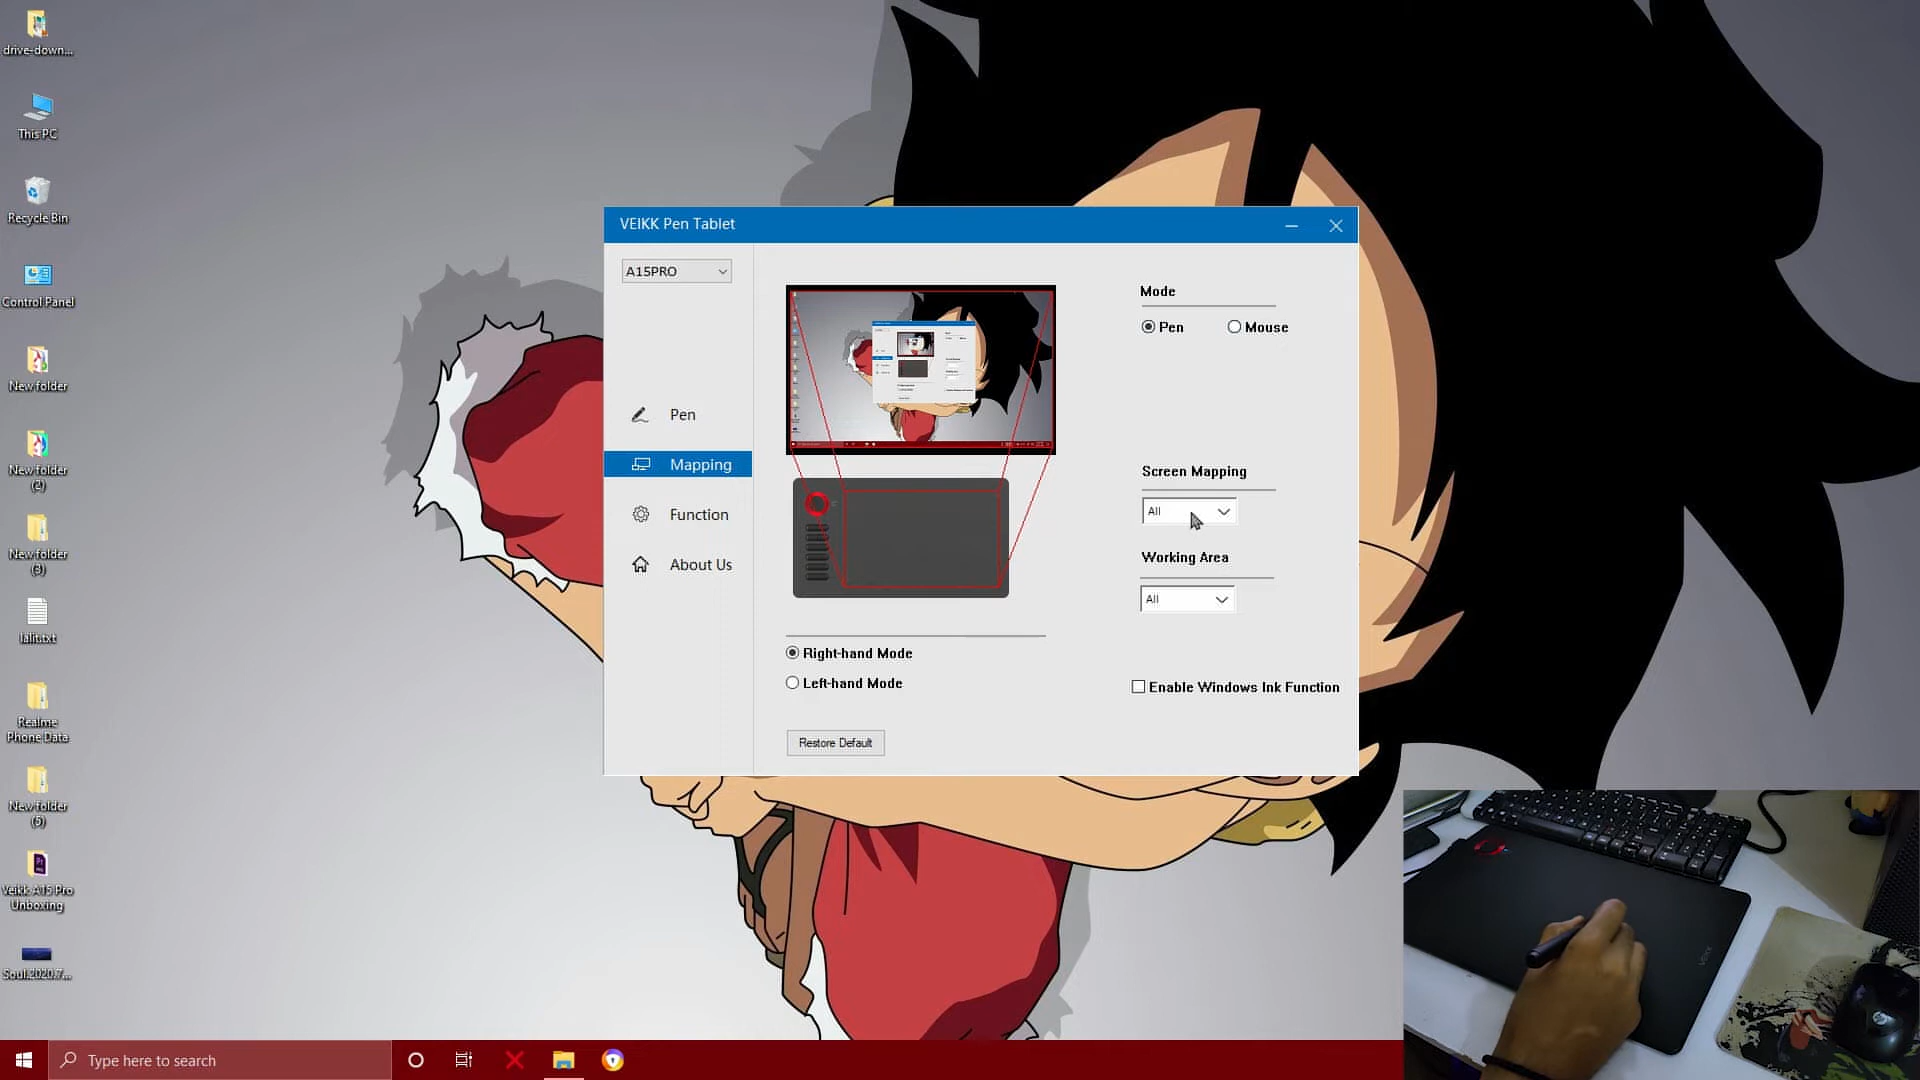 drive-down...
This PC
Recycle Bin
Control Panel
New folder
New folder
(2)
New folder
(3)
lalit.txt
Realme
Phone Data
New folder
(5)
Veikk A15 Pro
Unboxing
Soul.2020.7...
VEIKK Pen Tablet
A15PRO
Pen
Mapping
Function
About Us
Right-hand Mode
Left-hand Mode
Restore Default
Mode
Pen
Mouse
Screen Mapping
All
Working Area
All
Enable Windows Ink Function
Type here to search
VEIKK